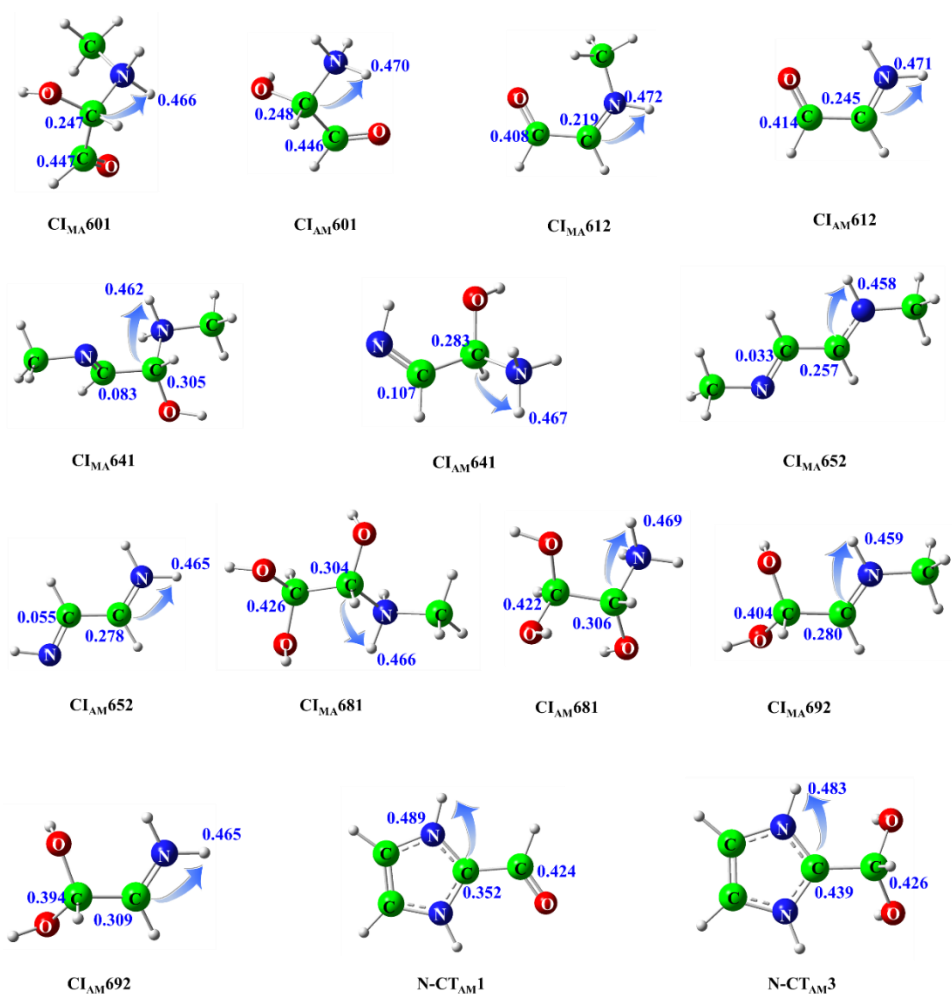 C N O C C O 0.466 0.247 0.447
N O C C O 0.470 0.248 0.446
C O N C C 0.472 0.219 0.408
O N C C 0.471 0.245 0.414
CI_MA601 CI_AM601 CI_MA612 CI_AM612
0.462 C N N C C C O 0.083 0.305
O N C C N 0.283 0.107 0.467
0.458 N C C C C N 0.033 0.257
CI_MA641 CI_AM641 CI_MA652
N 0.465 0.055 C C N 0.278
O O C C O N C 0.304 0.426 0.466
O N C C O O 0.469 0.422 0.306
O N C C C O 0.459 0.404 0.280
CI_AM652 CI_MA681 CI_AM681 CI_MA692
O N C C O 0.465 0.394 0.309
0.489 N C C C C N O 0.424 0.352
0.483 N O C C C C N O 0.439 0.426
CI_AM692 N-CT_AM1 N-CT_AM3